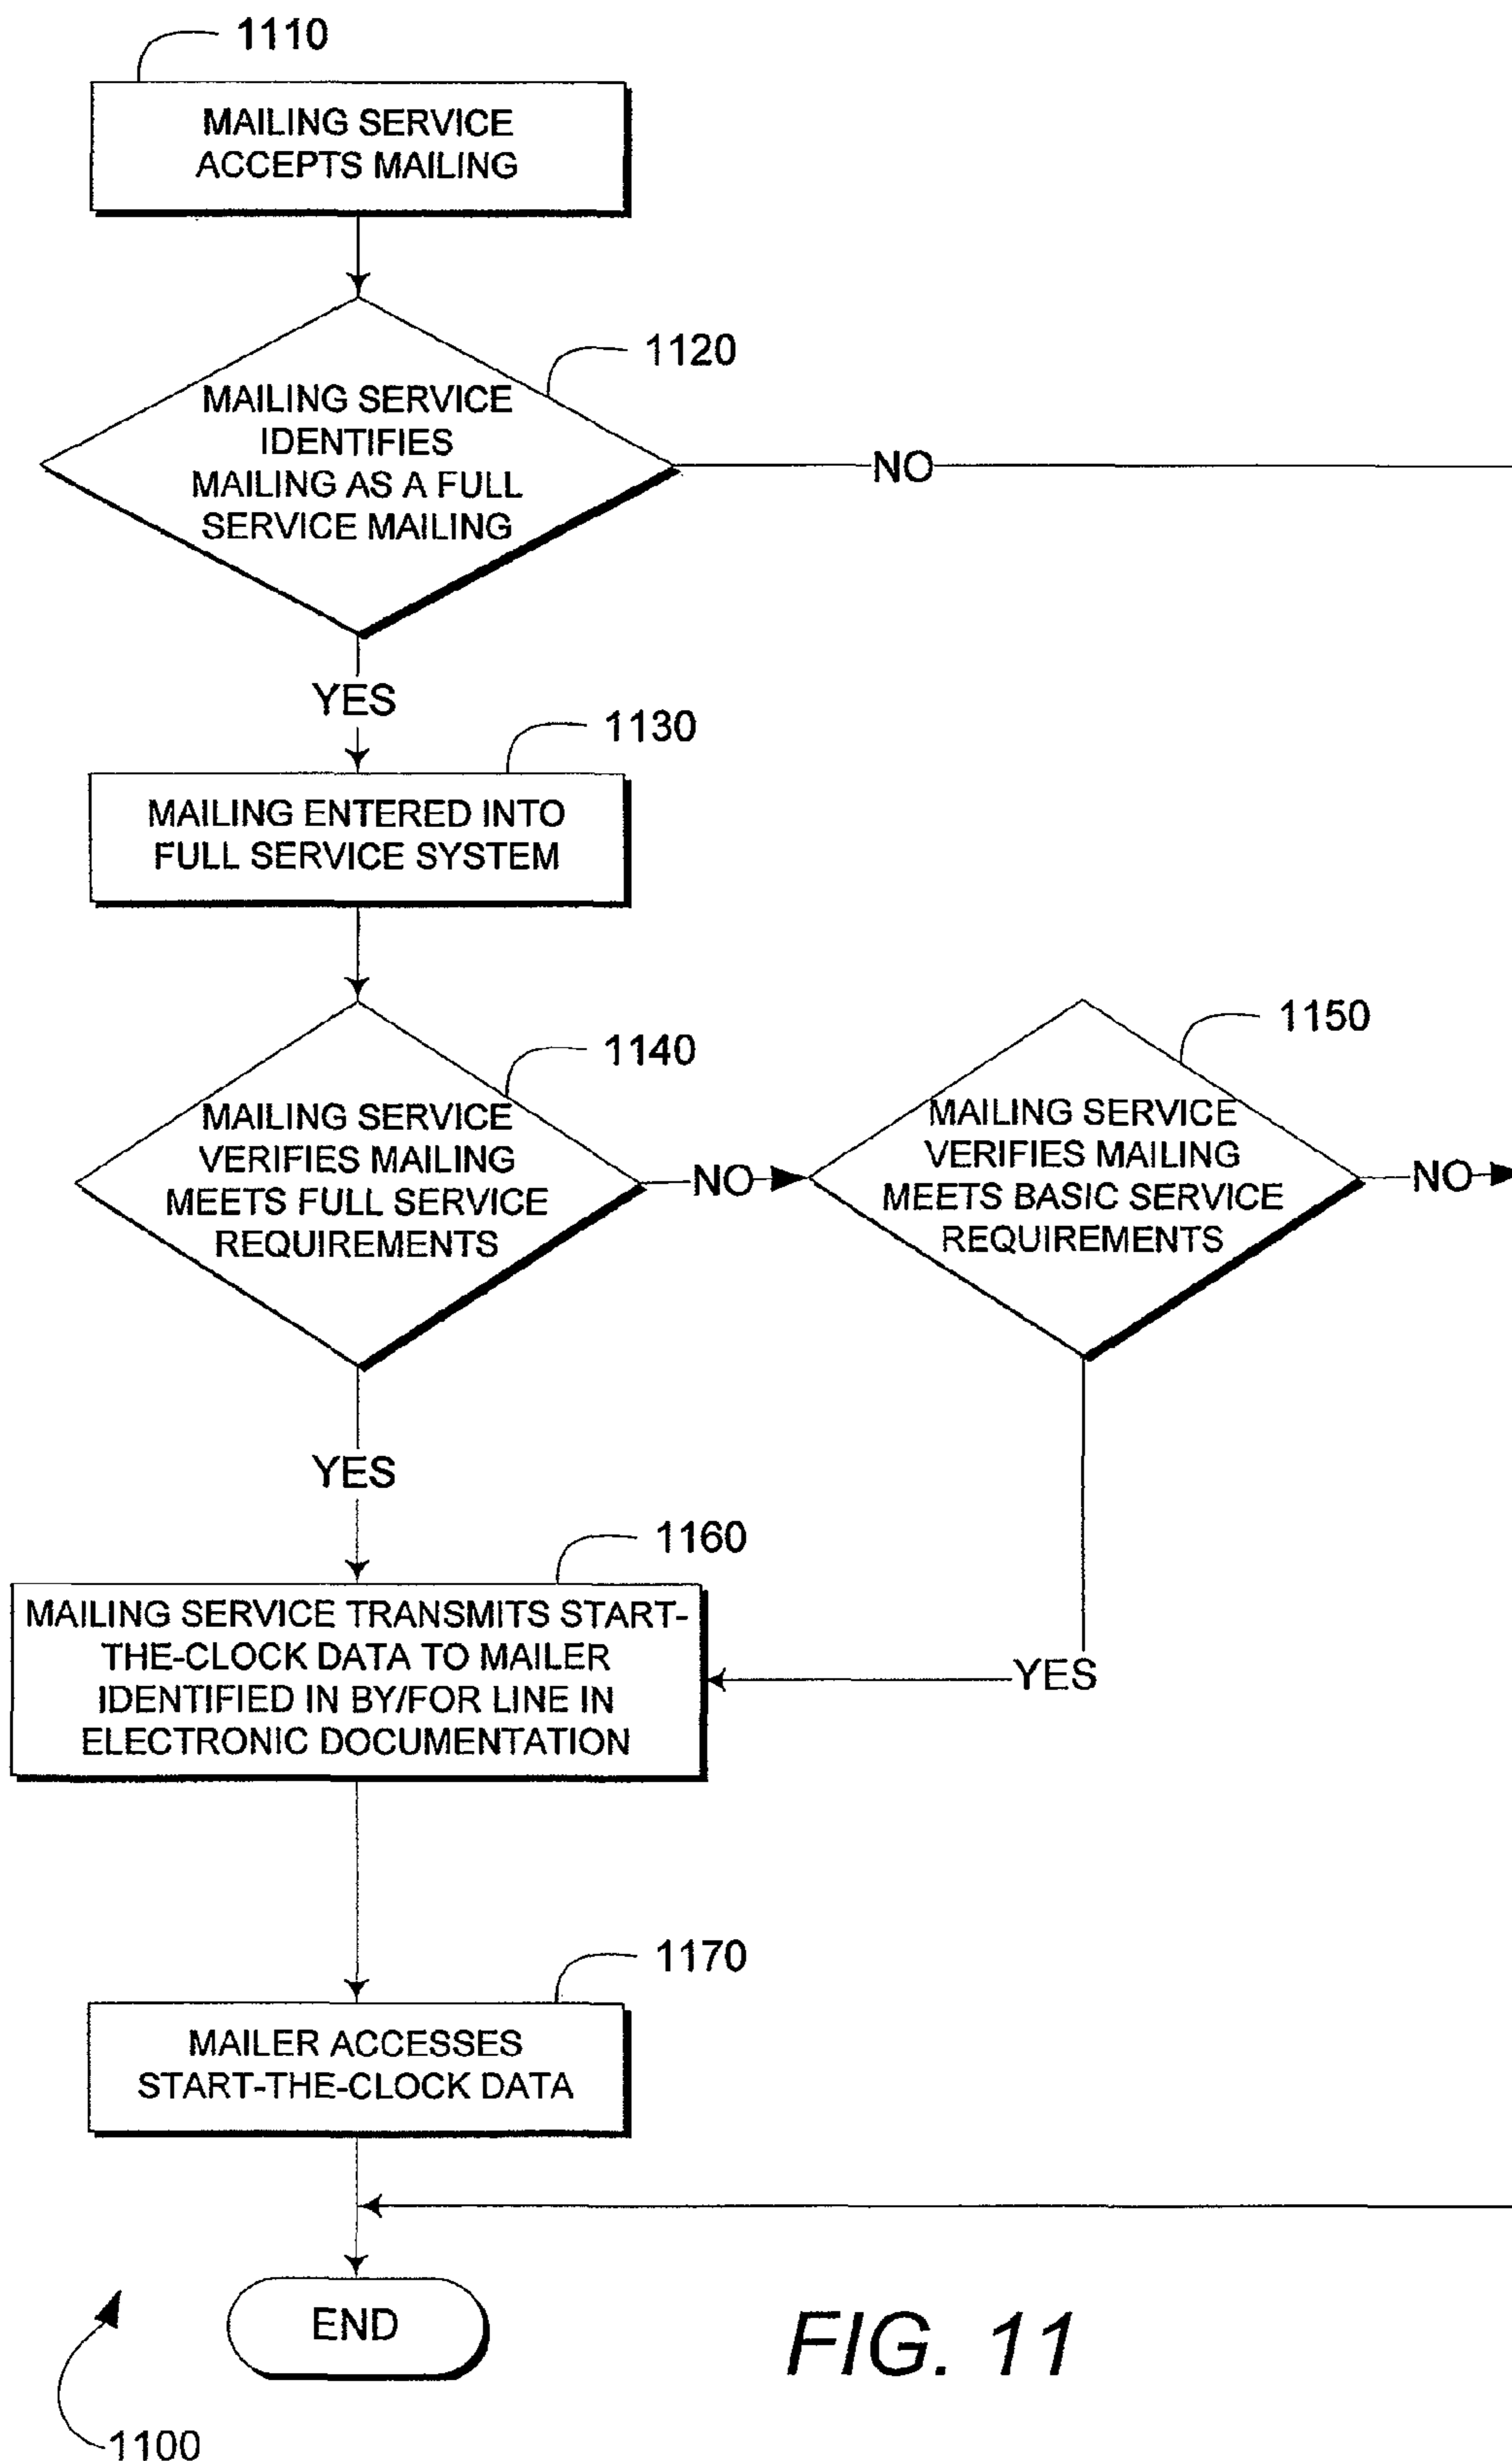 1110
MAILING SERVICE
ACCEPTS MAILING
1120
MAILING SERVICE
IDENTIFIES
MAILING AS A FULL
SERVICE MAILING
NO
YES
1130
MAILING ENTERED INTO
FULL SERVICE SYSTEM
1140
MAILING SERVICE
VERIFIES MAILING
MEETS FULL SERVICE
REQUIREMENTS
NO
1150
MAILING SERVICE
VERIFIES MAILING
MEETS BASIC SERVICE
REQUIREMENTS
NO
YES
YES
1160
MAILING SERVICE TRANSMITS START-
THE-CLOCK DATA TO MAILER
IDENTIFIED IN BY/FOR LINE IN
ELECTRONIC DOCUMENTATION
1170
MAILER ACCESSES
START-THE-CLOCK DATA
END
FIG. 11
1100